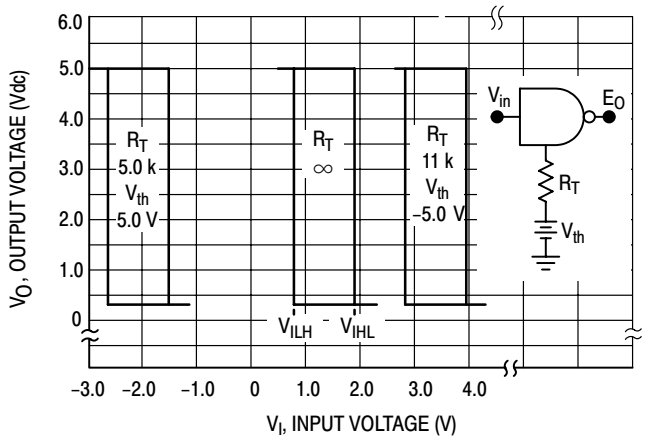 6.0
5.0
4.0
3.0
2.0
1.0
0
VO, OUTPUT VOLTAGE (Vdc)
RT
5.0 k
Vth
5.0 V
RT
∞
RT
11 k
Vth
−5.0 V
Vin
EO
RT
Vth
VILH
VIHL
−3.0 −2.0 −1.0 0 1.0 2.0 3.0 4.0
VI, INPUT VOLTAGE (V)